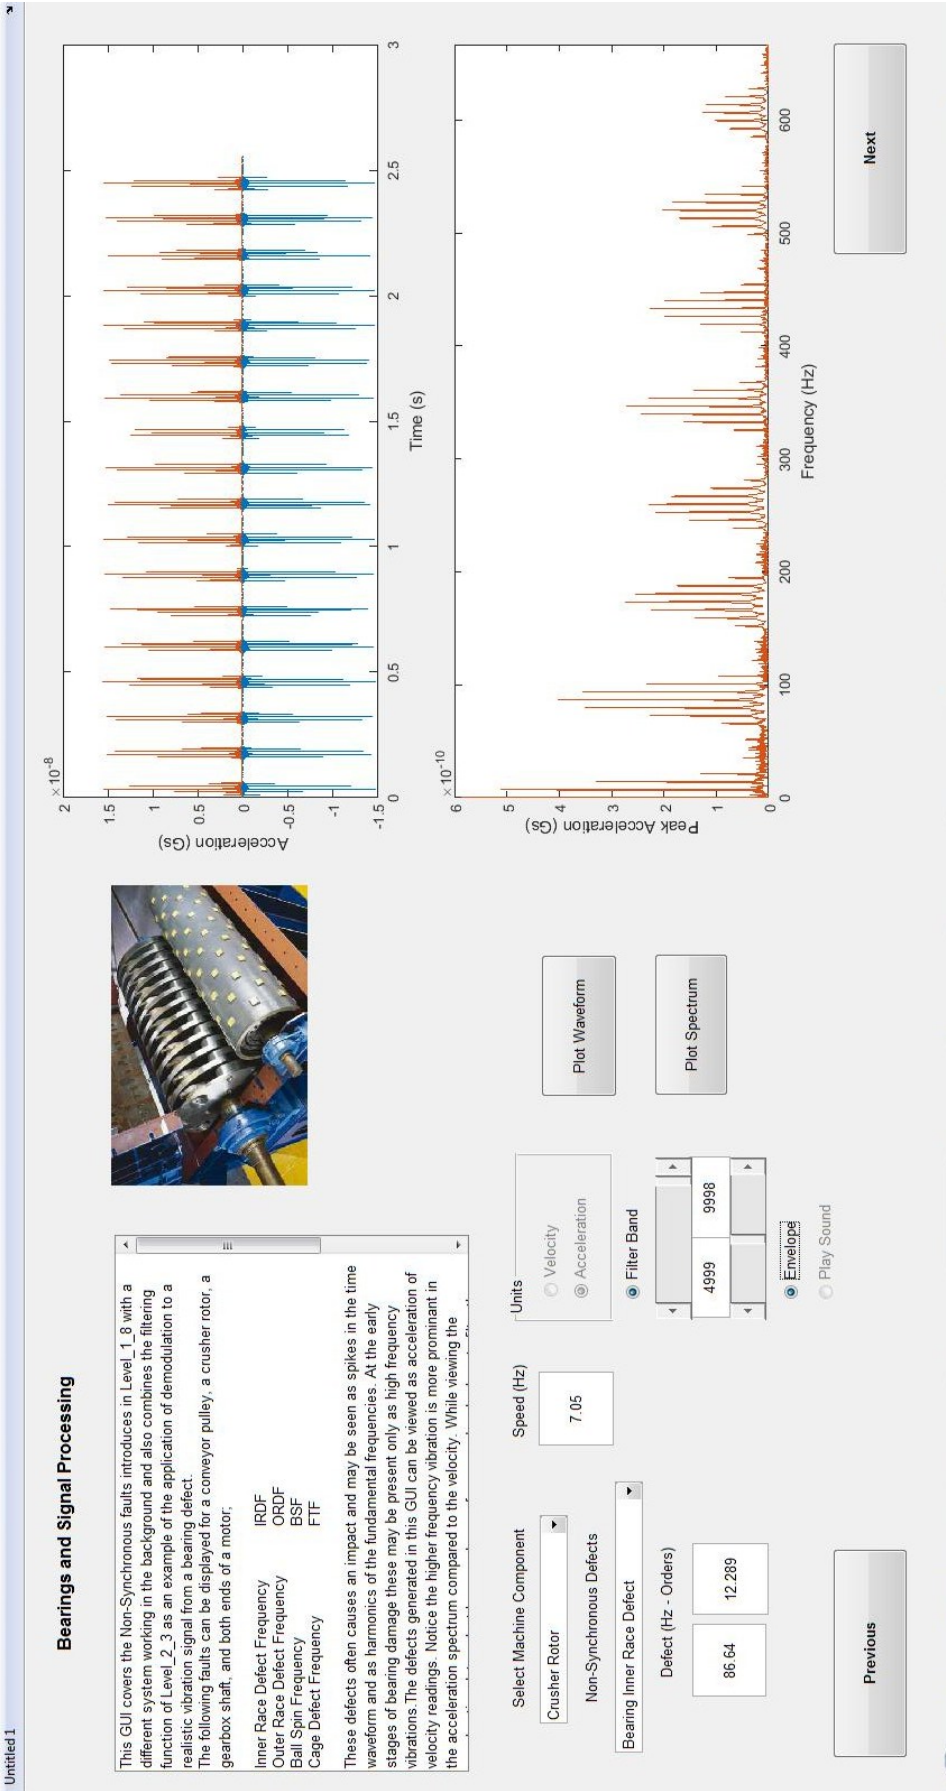 Untitled1
Bearings and Signal Processing
This GUI covers the Non-Synchronous faults introduces in Level_1_8 with a
different system working in the background and also combines the filtering
function of Level_2_3 as an example of the application of demodulation to a
realistic vibration signal from a bearing defect.
The following faults can be displayed for a conveyor pulley, a crusher rotor, a
gearbox shaft, and both ends of a motor;
Inner Race Defect Frequency IRDF
Outer Race Defect Frequency ORDF
Ball Spin Frequency BSF
Cage Defect Frequency FTF
These defects often causes an impact and may be seen as spikes in the time
waveform and as harmonics of the fundamental frequencies. At the early
stages of bearing damage these may be present only as high frequency
vibrations.The defects generated in this GUI can be viewed as acceleration of
velocity readings. Notice the higher frequency vibration is more prominent in
the acceleration spectrum compared to the velocity. While viewing the
Select Machine Component
Crusher Rotor
Non-Synchronous Defects
Bearing Inner Race Defect
Defect (Hz - Orders)
86.64 12.289
Speed (Hz)
7.05
Units
Velocity
Acceleration
Filter Band
4999 9998
Envelope
Play Sound
Plot Waveform
Plot Spectrum
×10-8
2
1.5
1
0.5
0
-0.5
-1
-1.5
Acceleration (Gs)
0 0.5 1 1.5 2 2.5 3
Time (s)
×10-10
6
5
4
3
2
1
0
Peak Acceleration (Gs)
0 100 200 300 400 500 600
Frequency (Hz)
Previous
Next